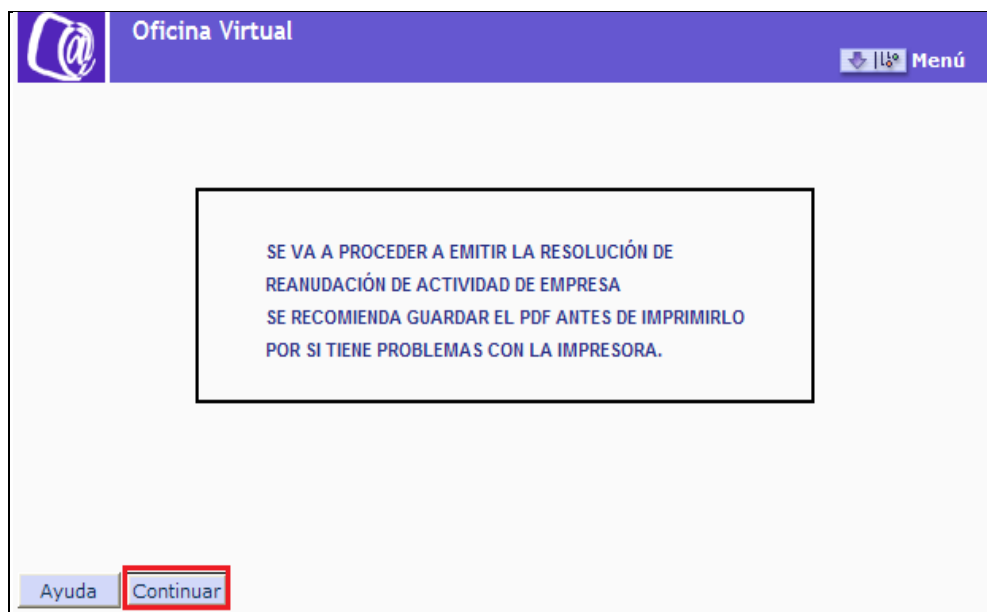 Oficina Virtual
Menú
SE VA A PROCEDER A EMITIR LA RESOLUCIÓN DE
REANUDACIÓN DE ACTIVIDAD DE EMPRESA
SE RECOMIENDA GUARDAR EL PDF ANTES DE IMPRIMIRLO
POR SI TIENE PROBLEMAS CON LA IMPRESORA.
Ayuda Continuar